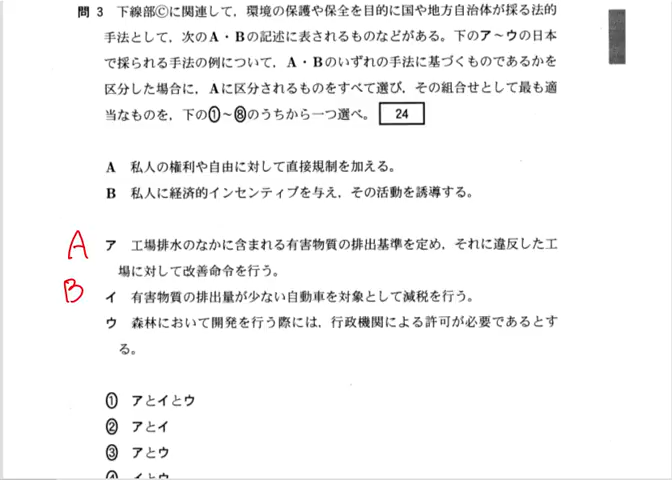 問 3 下線部Ⓒに関連して，環境の保護や保全を目的に国や地方自治体が採る法的
手法として，次のA・Bの記述に表されるものなどがある。下のア～ウの日本
で採られる手法の例について，A・Bのいずれの手法に基づくものであるかを
区分した場合に，Aに区分されるものをすべて選び，その組合せとして最も適
当なものを，下の①～⑧のうちから一つ選べ。 24
A 私人の権利や自由に対して直接規制を加える。
B 私人に経済的インセンティブを与え，その活動を誘導する。
A ア 工場排水のなかに含まれる有害物質の排出基準を定め，それに違反した工
場に対して改善命令を行う。
B イ 有害物質の排出量が少ない自動車を対象として減税を行う。
ウ 森林において開発を行う際には，行政機関による許可が必要であるとす
る。
① アとイとウ
② アとイ
③ アとウ
④ イとウ